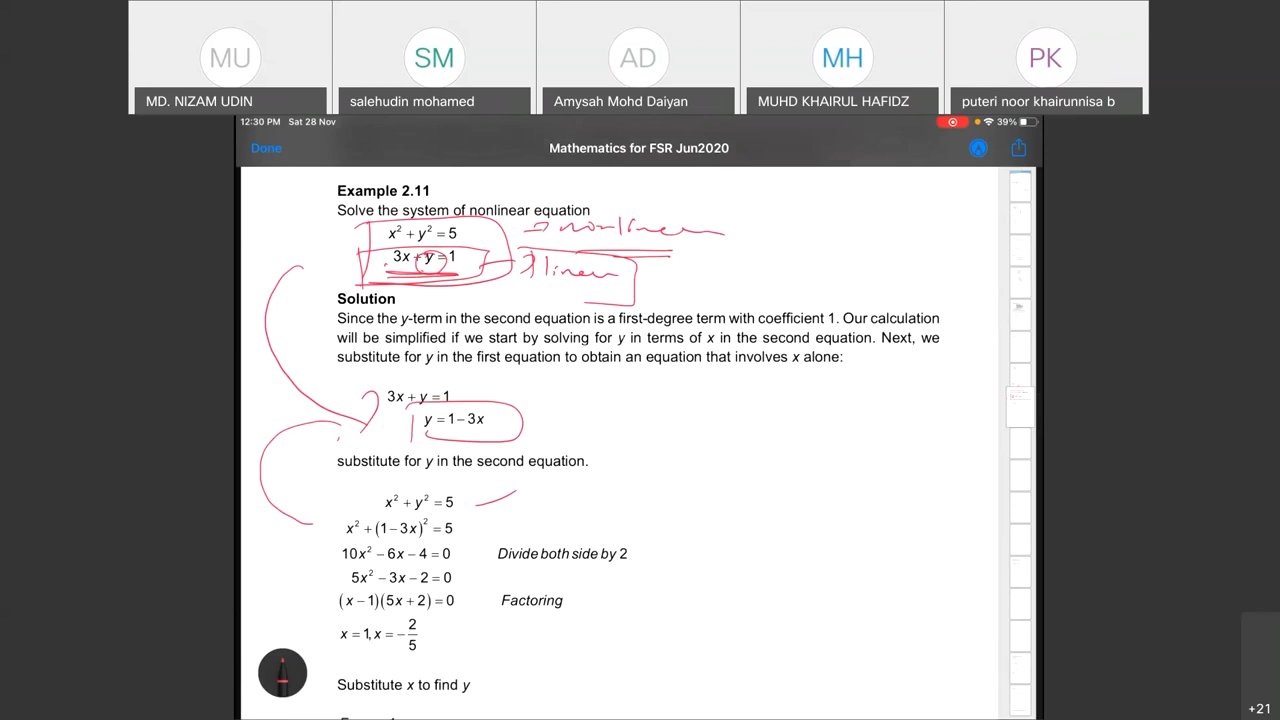 MU
SM
AD
MH
PK
MD. NIZAM UDIN
salehudin mohamed
Amysah Mohd Daiyan
MUHD KHAIRUL HAFIDZ
puteri noor khairunnisa b
12:30 PM Sat 28 Nov
39%
Done
Mathematics for FSR Jun2020
Example 2.11
Solve the system of nonlinear equation
x² + y² = 5
nonlinear
3x + y = 1
linear
Solution
Since the y-term in the second equation is a first-degree term with coefficient 1. Our calculation
will be simplified if we start by solving for y in terms of x in the second equation. Next, we
substitute for y in the first equation to obtain an equation that involves x alone:
3x + y = 1
y = 1 − 3x
substitute for y in the second equation.
x² + y² = 5
x² + (1 − 3x)² = 5
10x² − 6x − 4 = 0 Divide both side by 2
5x² − 3x − 2 = 0
(x − 1)(5x + 2) = 0 Factoring
x = 1, x = −2/5
Substitute x to find y
+21